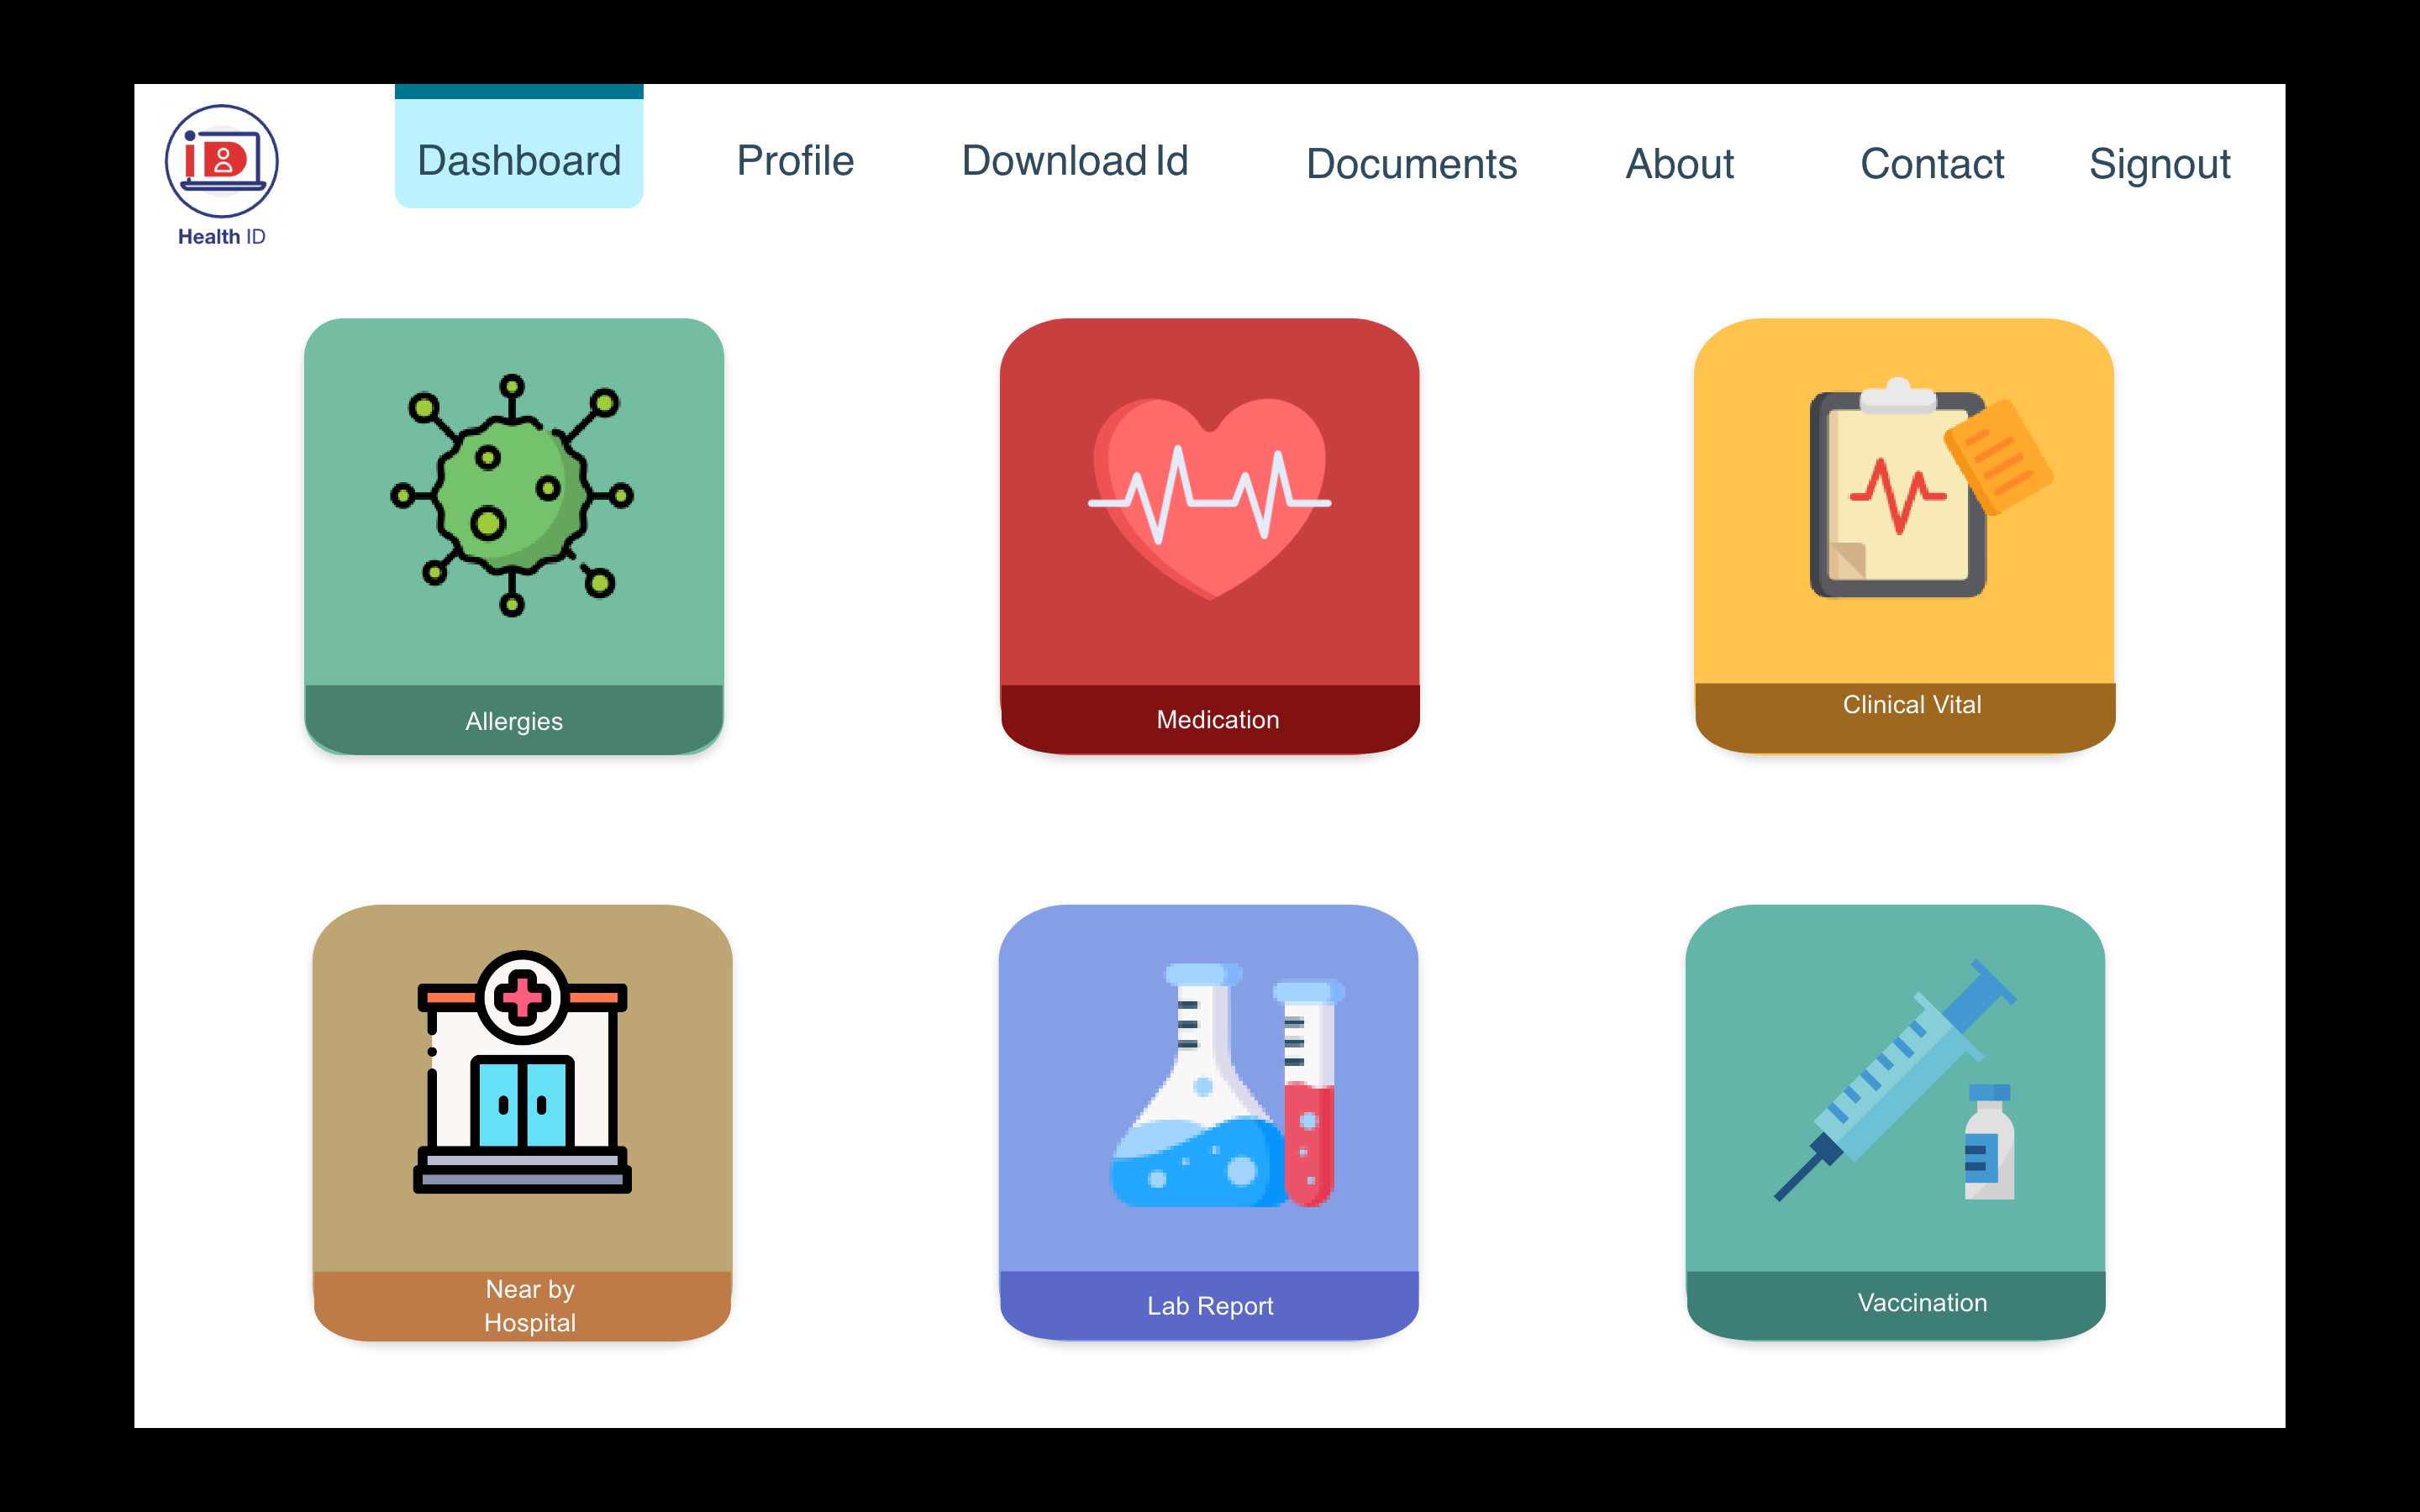 Dashboard
Profile
Download Id
Documents
About
Contact
Signout
iD
Health ID
Allergies
Medication
Clinical Vital
Near by
Hospital
Lab Report
Vaccination